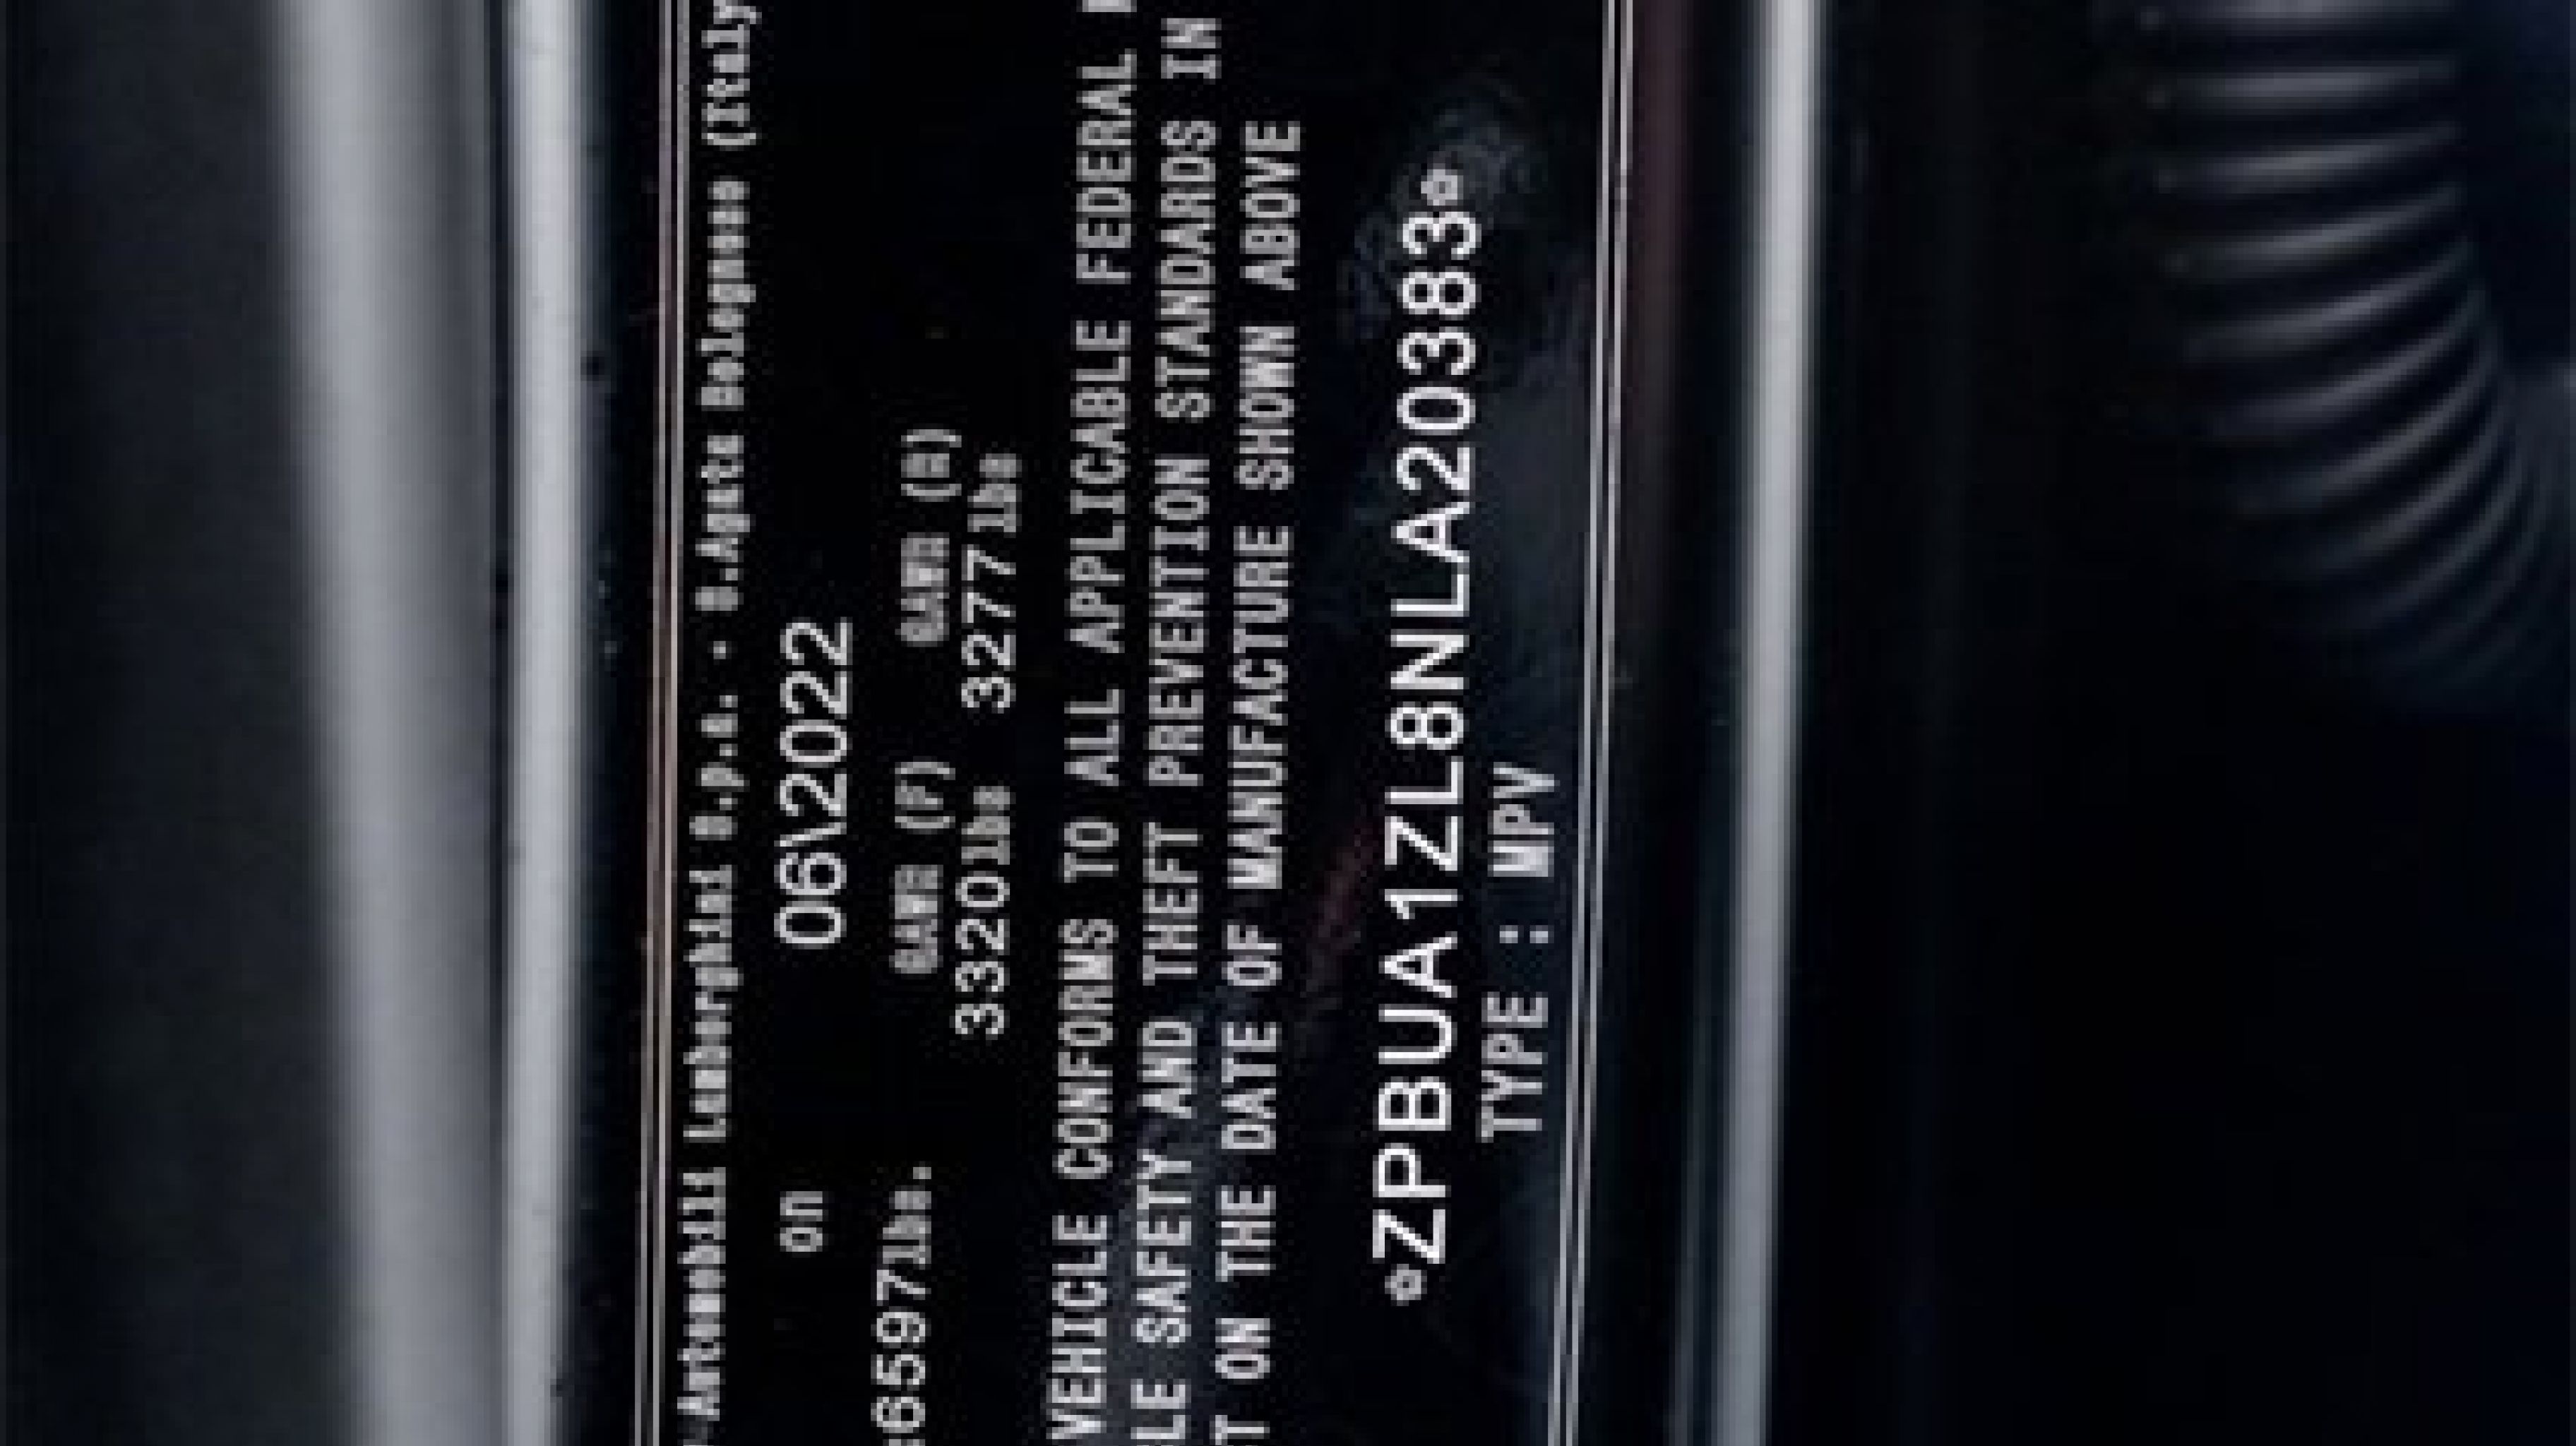 Automobili Lamborghini S.p.a. - S.Agata Bolognese (Italy
on 06\2022
6597lbs. GAWR (F) GAWR (R)
3320lbs 3277lbs
VEHICLE CONFORMS TO ALL APPLICABLE FEDERAL
LE SAFETY AND THEFT PREVENTION STANDARDS IN
T ON THE DATE OF MANUFACTURE SHOWN ABOVE
*ZPBUA1ZL8NLA20383*
TYPE : MPV